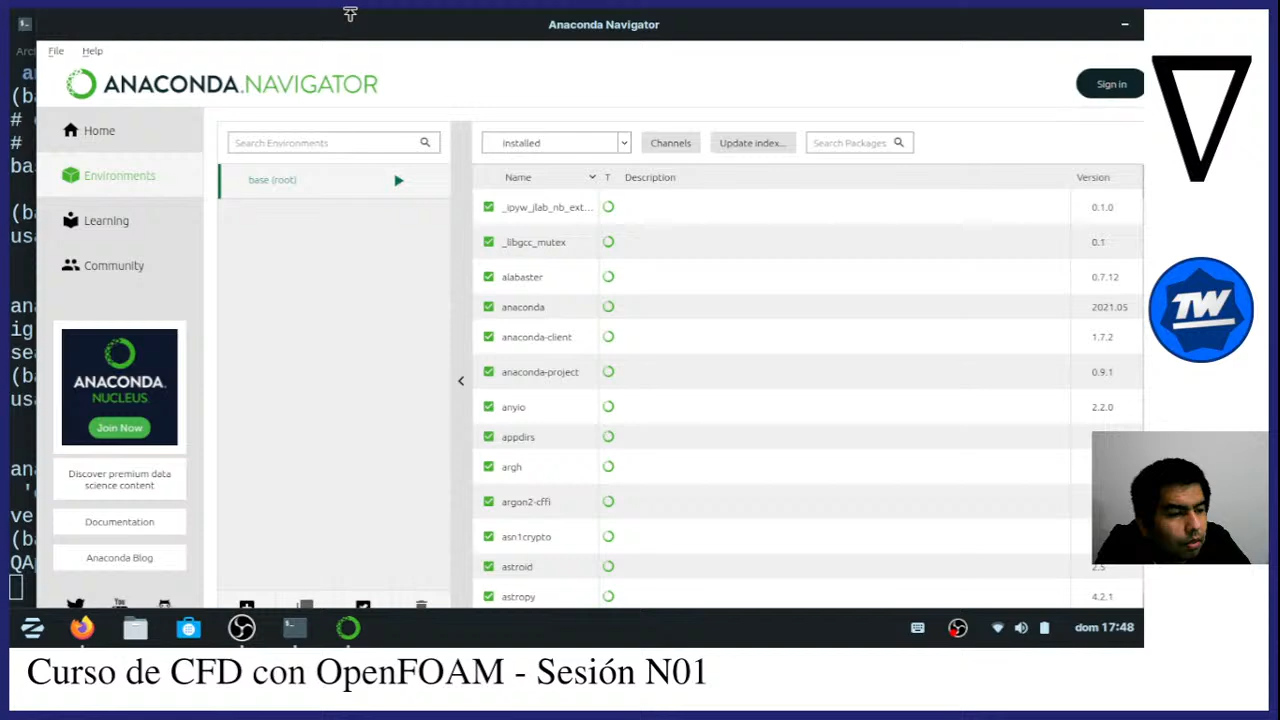 Anaconda Navigator
File Help
ANACONDA.NAVIGATOR
Sign in
Home
Environments
Learning
Community
ANACONDA.
NUCLEUS
Join Now
Discover premium data
science content
Documentation
Anaconda Blog
Search Environments
base (root)
Installed
Channels
Update index...
Search Packages
Name T Description Version
_ipyw_jlab_nb_ext... 0.1.0
_libgcc_mutex 0.1
alabaster 0.7.12
anaconda 2021.05
anaconda-client 1.7.2
anaconda-project 0.9.1
anyio 2.2.0
appdirs
argh
argon2-cffi
asn1crypto
astroid 2.5
astropy 4.2.1
TW
dom 17:48
Curso de CFD con OpenFOAM - Sesión N01